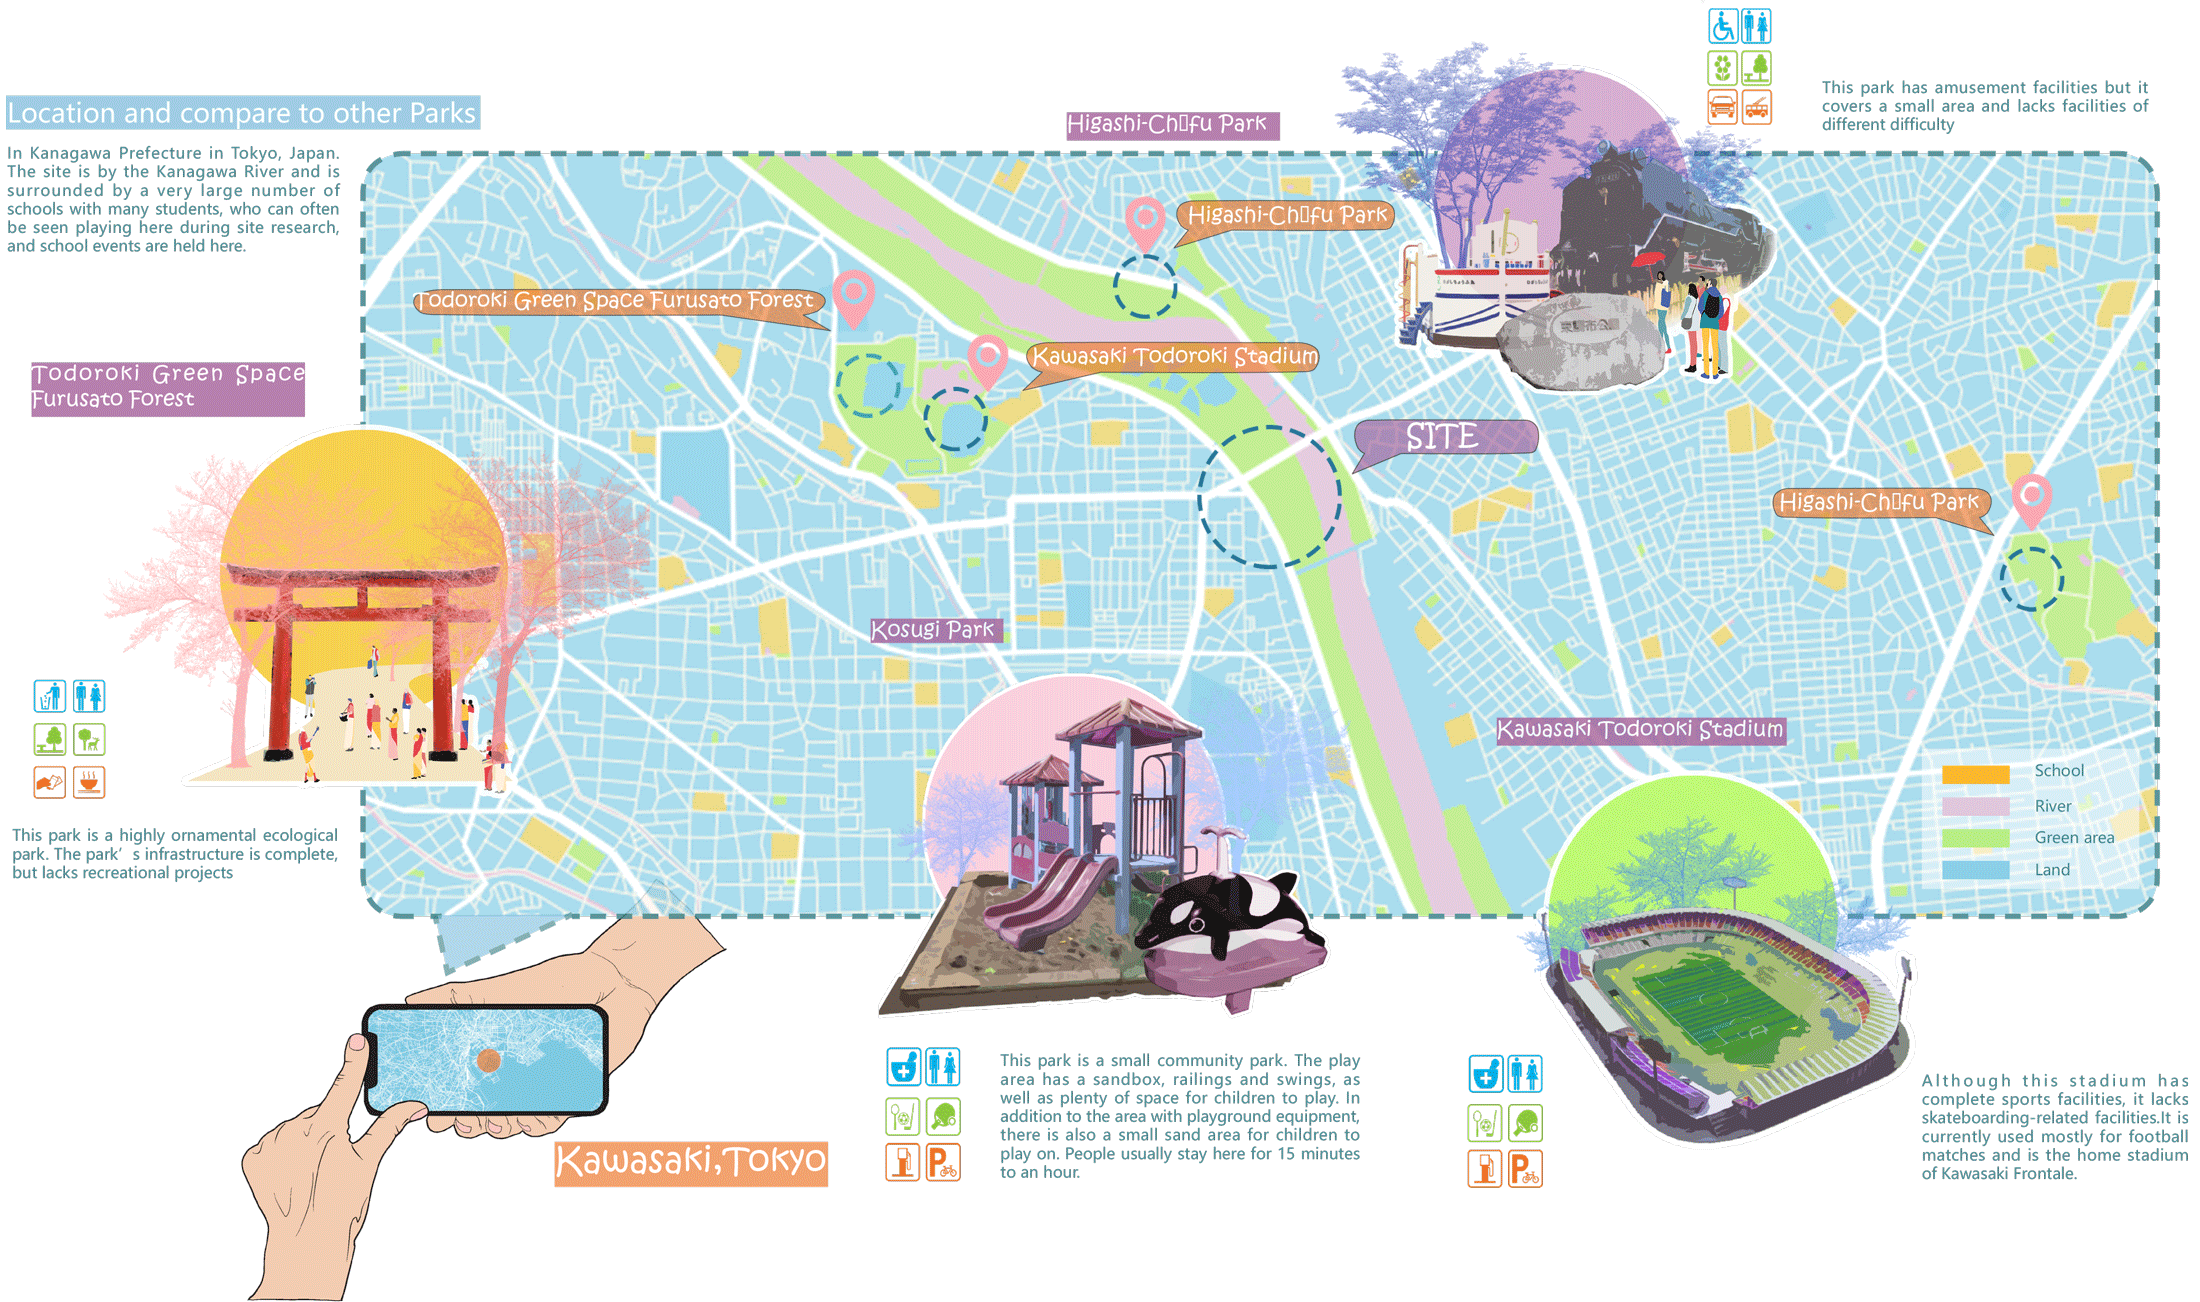 Location and compare to other Parks
In Kanagawa Prefecture in Tokyo, Japan.
The site is by the Kanagawa River and is
surrounded by a very large number of
schools with many students, who can often
be seen playing here during site research,
and school events are held here.
Higashi-Ch▯fu Park
This park has amusement facilities but it
covers a small area and lacks facilities of
different difficulty
Higashi-Ch▯fu Park
Todoroki Green Space Furusato Forest
Kawasaki Todoroki Stadium
Todoroki Green Space
Furusato Forest
SITE
Higashi-Ch▯fu Park
Kosugi Park
Kawasaki Todoroki Stadium
School
River
Green area
Land
This park is a highly ornamental ecological
park. The park’s infrastructure is complete,
but lacks recreational projects
This park is a small community park. The play
area has a sandbox, railings and swings, as
well as plenty of space for children to play. In
addition to the area with playground equipment,
there is also a small sand area for children to
play on. People usually stay here for 15 minutes
to an hour.
P
P
Although this stadium has
complete sports facilities, it lacks
skateboarding-related facilities.It is
currently used mostly for football
matches and is the home stadium
of Kawasaki Frontale.
Kawasaki,Tokyo